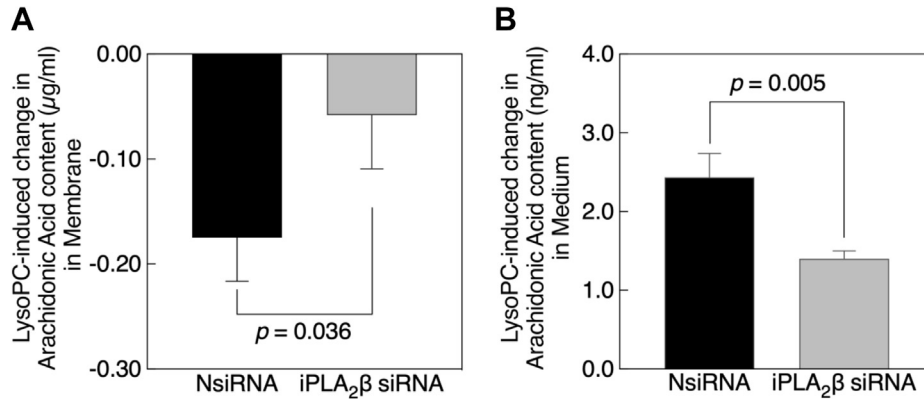 A
LysoPC-induced change in
Arachidonic Acid content (µg/ml)
in Membrane
0.00
-0.10
-0.20
-0.30
p = 0.036
NsiRNA
iPLA₂β siRNA
B
LysoPC-induced change in
Arachidonic Acid content (ng/ml)
in Medium
4.0
3.0
2.0
1.0
0.0
p = 0.005
NsiRNA
iPLA₂β siRNA